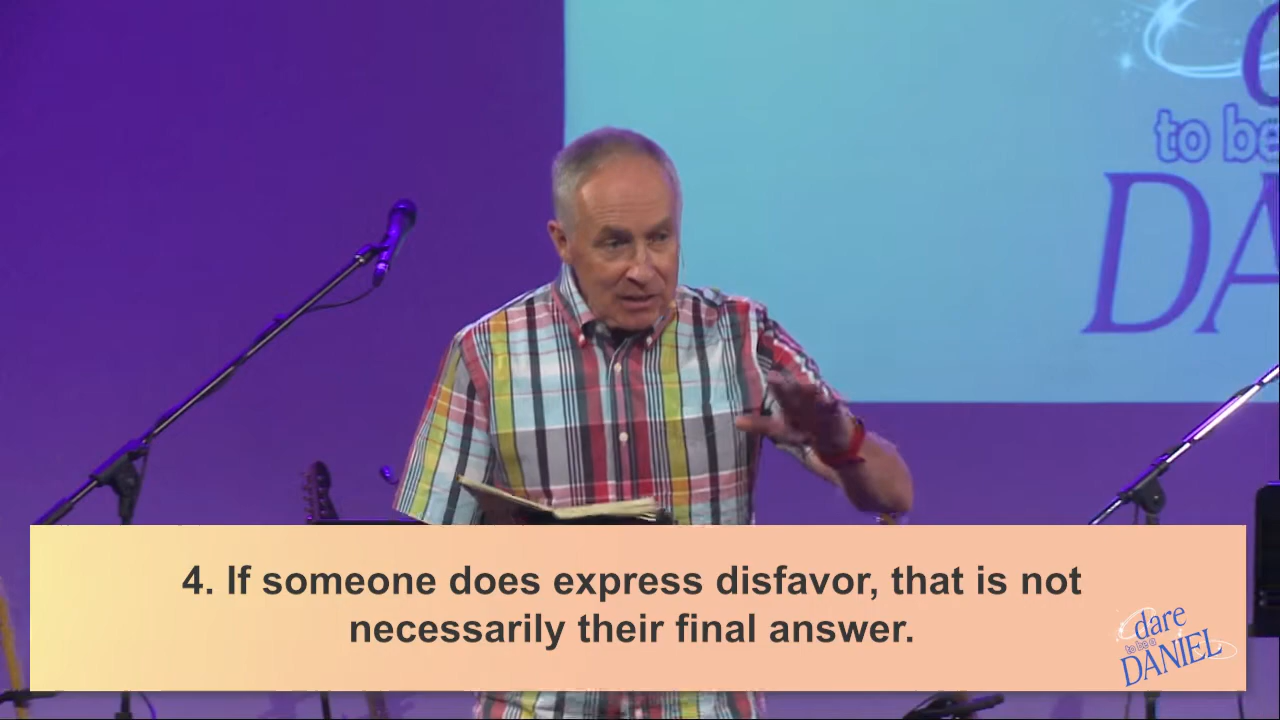 to be
DA
4. If someone does express disfavor, that is not
necessarily their final answer.
dare
to be a
DANIEL